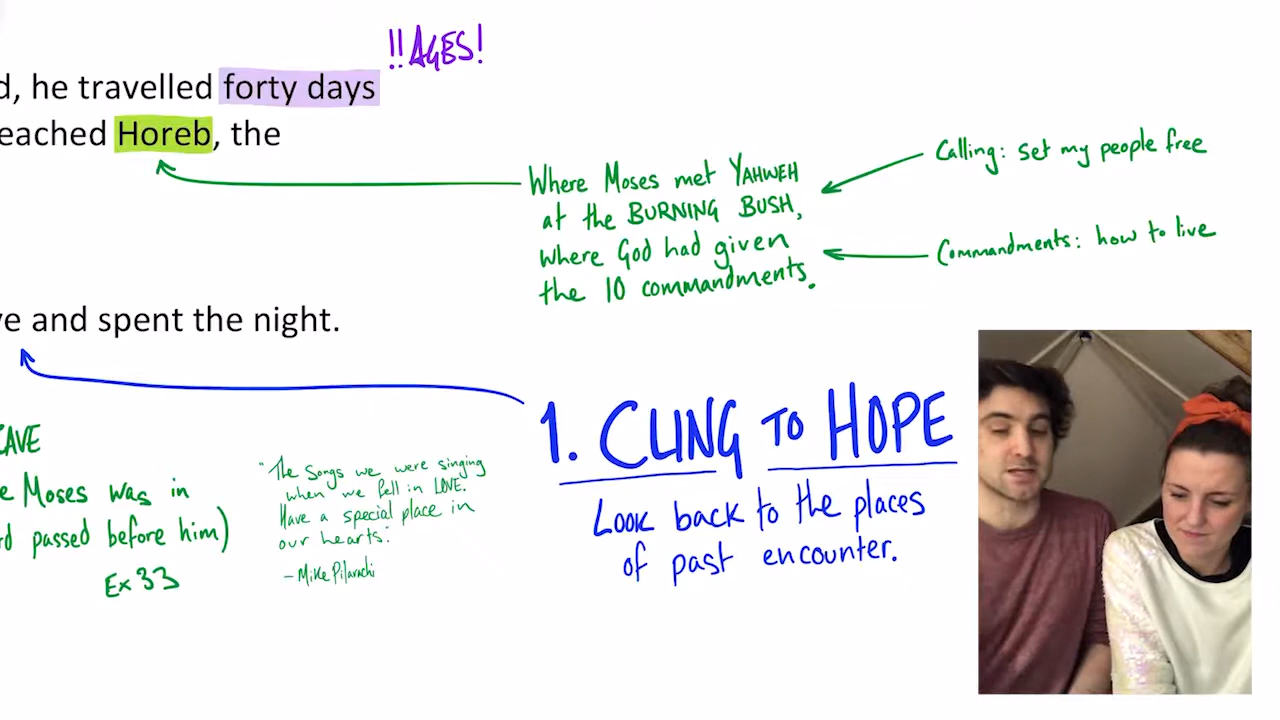 !!AGES!
d, he travelled forty days
eached Horeb, the
Calling: set my people free
Where Moses met YAHWEH
at the BURNING BUSH,
where God had given
the 10 commandments.
Commandments: how to live
ve and spent the night.
1. CLING TO HOPE
Look back to the places
of past encounter.
CAVE
e Moses was in
rd passed before him)
Ex 33
"The songs we were singing
when we fell in LOVE.
Have a special place in
our hearts."
- Mike Pilavachi